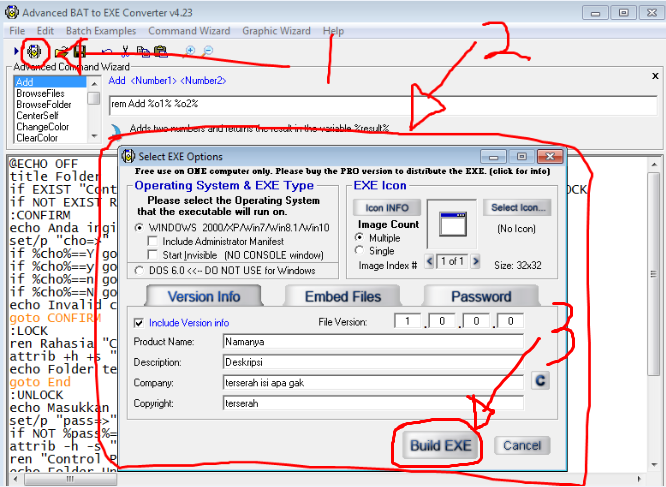 Advanced BAT to EXE Converter v4.23
File Edit Batch Examples Command Wizard Graphic Wizard Help
1
2
Advanced Command Wizard
Add
BrowseFiles
BrowseFolder
CenterSelf
ChangeColor
ClearColor
Add <Number1> <Number2>
x
rem Add %o1% %o2%
Adds two numbers and returns the result in the variable %result%
@ECHO OFF
title Folder
if EXIST "Cont
LOCK
if NOT EXIST R
:CONFIRM
echo Anda ingi
set/p "cho=>"
if %cho%==Y go
if %cho%==y go
if %cho%==n go
if %cho%==N go
echo Invalid c
goto CONFIRM
:LOCK
ren Rahasia "C
attrib +h +s "
echo Folder te
goto End
:UNLOCK
echo Masukkan
set/p "pass=>"
if NOT %pass%=
attrib -h -s "
ren "Control P
echo Folder Un
Select EXE Options
Free use on ONE computer only. Please buy the PRO version to distribute the EXE. (click for info)
Operating System & EXE Type
Please select the Operating System
that the executable will run on.
WINDOWS 2000/XP/Win7/Win8.1/Win10
Include Administrator Manifest
Start Invisible (NO CONSOLE window)
DOS 6.0 <<-- DO NOT USE for Windows
EXE Icon
Icon INFO
Select Icon...
Image Count
Multiple
Single
(No Icon)
Image Index # 1 of 1
Size: 32x32
Version Info
Embed Files
Password
Include Version info
File Version: 1 . 0 . 0 . 0
Product Name: Namanya
Description: Deskripsi
Company: terserah isi apa gak
C
Copyright: terserah
3
Build EXE
Cancel